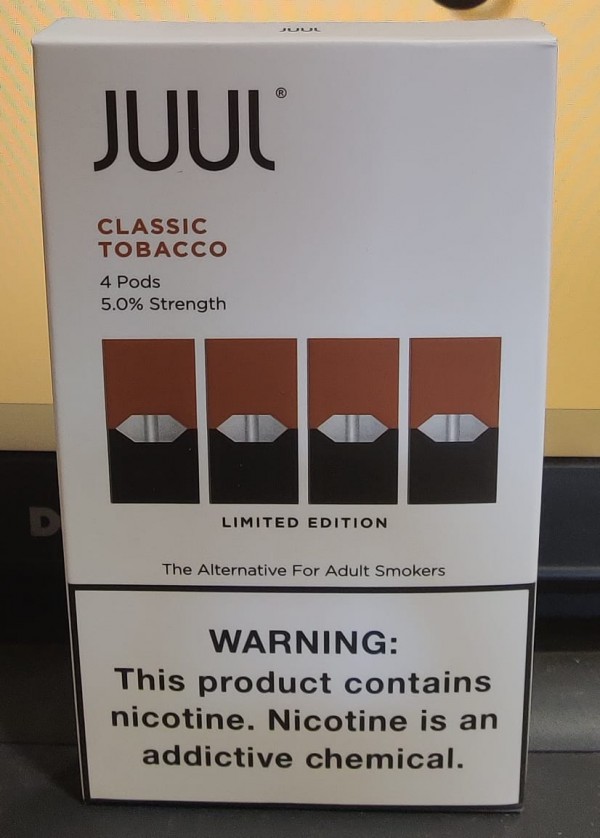 JUUL
JUUL®
CLASSIC
TOBACCO
4 Pods
5.0% Strength
LIMITED EDITION
The Alternative For Adult Smokers
WARNING:
This product contains
nicotine. Nicotine is an
addictive chemical.
D